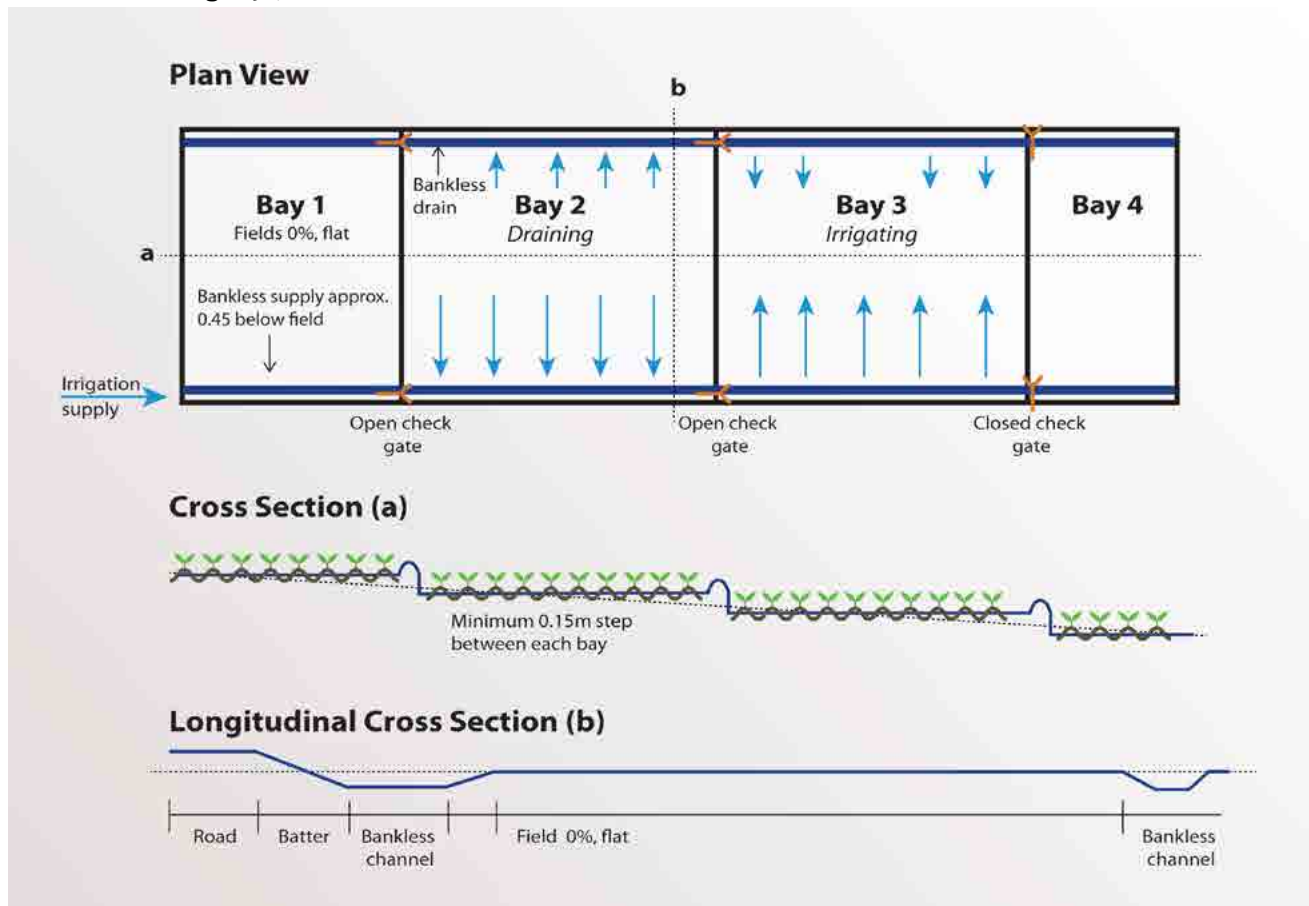 Plan View
b
Bankless
drain
Bay 1
Fields 0%, flat
Bay 2
Draining
Bay 3
Irrigating
Bay 4
a
Bankless supply approx.
0.45 below field
Irrigation
supply
Open check
gate
Open check
gate
Closed check
gate
Cross Section (a)
Minimum 0.15m step
between each bay
Longitudinal Cross Section (b)
Road
Batter
Bankless
channel
Field 0%, flat
Bankless
channel